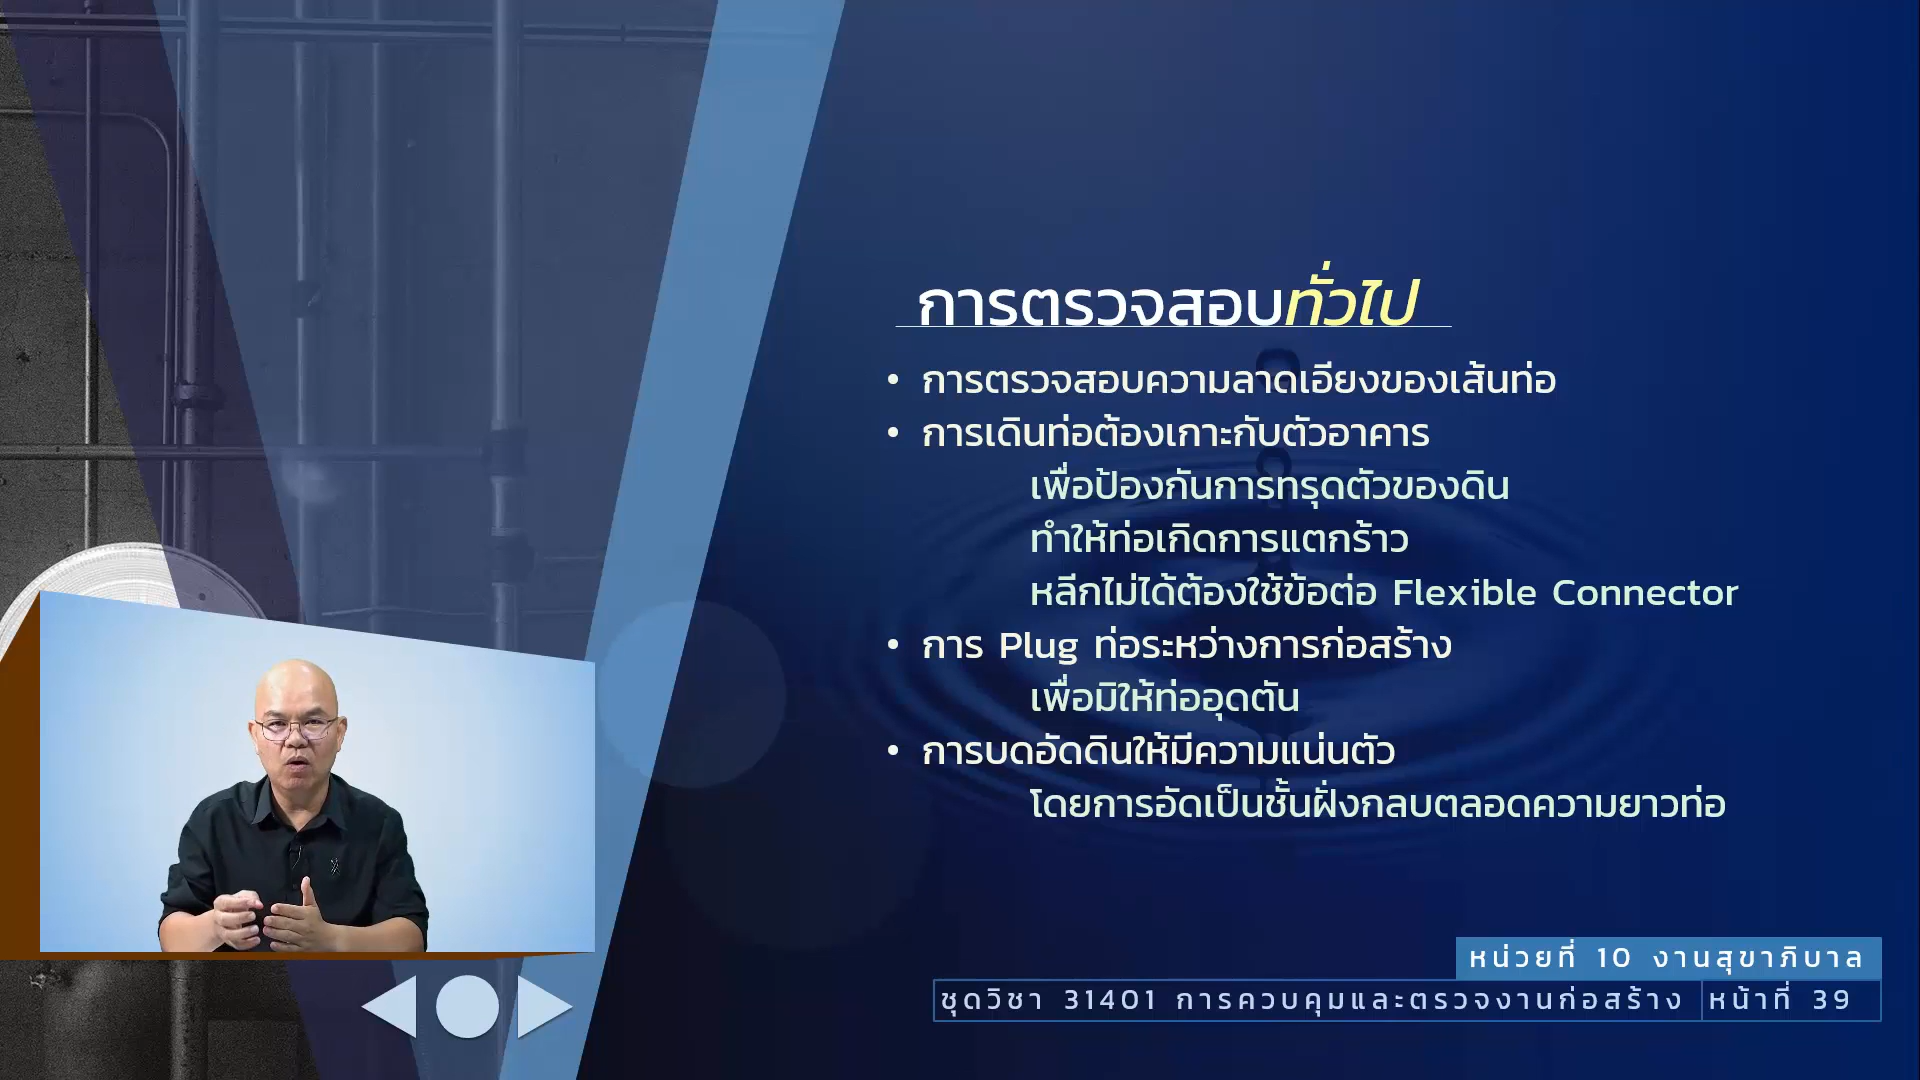 การตรวจสอบทั่วไป
• การตรวจสอบความลาดเอียงของเส้นท่อ
• การเดินท่อต้องเกาะกับตัวอาคาร
เพื่อป้องกันการทรุดตัวของดิน
ทำให้ท่อเกิดการแตกร้าว
หลีกไม่ได้ต้องใช้ข้อต่อ Flexible Connector
• การ Plug ท่อระหว่างการก่อสร้าง
เพื่อมิให้ท่ออุดตัน
• การบดอัดดินให้มีความแน่นตัว
โดยการอัดเป็นชั้นฝั่งกลบตลอดความยาวท่อ
หน่วยที่ 10 งานสุขาภิบาล
ชุดวิชา 31401 การควบคุมและตรวจงานก่อสร้าง หน้าที่ 39